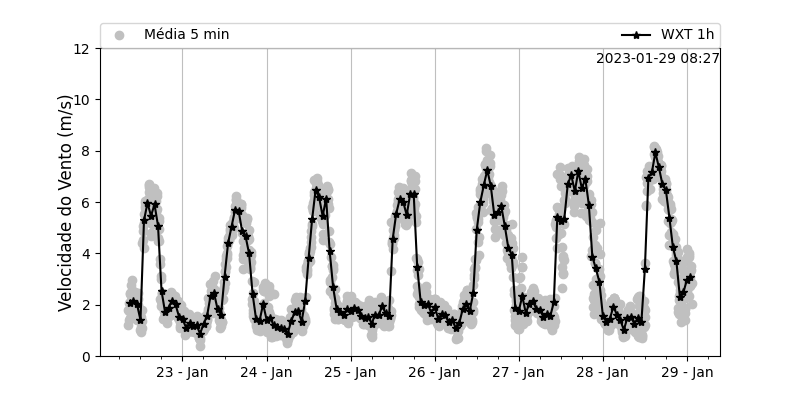 Média 5 min
WXT 1h
2023-01-29 08:27
Velocidade do Vento (m/s)
12
10
8
6
4
2
0
23 - Jan
24 - Jan
25 - Jan
26 - Jan
27 - Jan
28 - Jan
29 - Jan